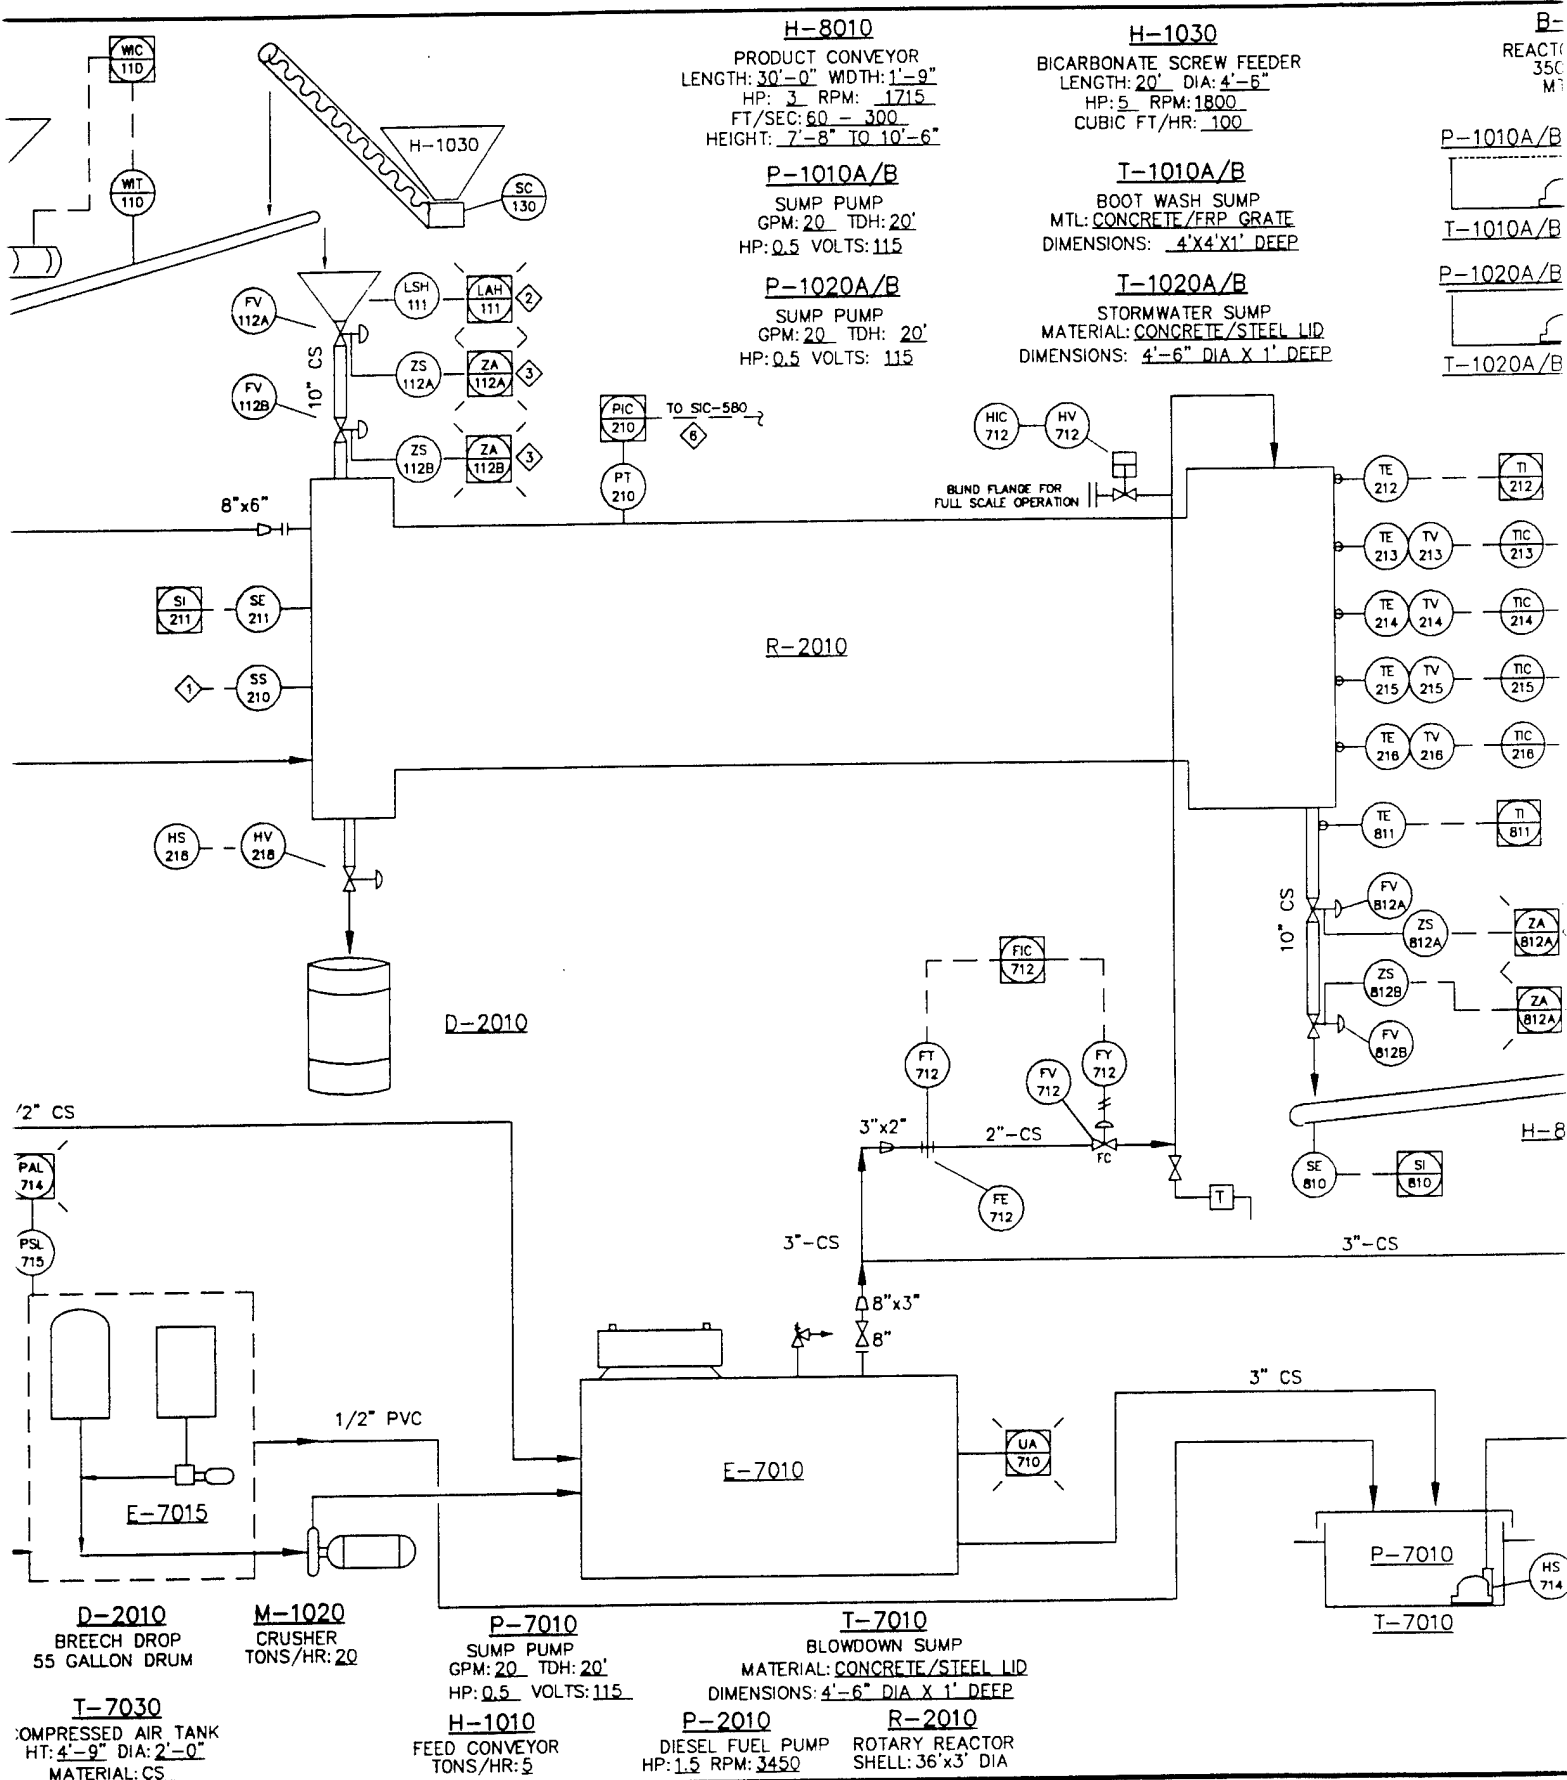 H-8010
PRODUCT CONVEYOR
LENGTH: 30'-0" WIDTH: 1'-9"
HP: 3 RPM: 1715
FT/SEC: 60 - 300
HEIGHT: 7'-8" TO 10'-6"
H-1030
BICARBONATE SCREW FEEDER
LENGTH: 20' DIA: 4'-6"
HP: 5 RPM: 1800
CUBIC FT/HR: 100
B-
WIC
110
WIT
110
H-1030
SC
130
P-1010A/B
SUMP PUMP
GPM: 20 TDH: 20'
HP: 0.5 VOLTS: 115
T-1010A/B
BOOT WASH SUMP
MTL: CONCRETE/FRP GRATE
DIMENSIONS: 4'X4'X1' DEEP
P-1010A/B
T-1010A/B
P-1020A/B
SUMP PUMP
GPM: 20 TDH: 20'
HP: 0.5 VOLTS: 115
T-1020A/B
STORMWATER SUMP
MATERIAL: CONCRETE/STEEL LID
DIMENSIONS: 4'-6" DIA X 1' DEEP
P-1020A/B
T-1020A/B
FV
112A
LSH
111
LAH
111
2
10" CS
ZS
112A
ZA
112A
3
FV
112B
ZS
112B
ZA
112B
3
PIC
210
TO SIC-580
6
PT
210
HIC
712
HV
712
BLIND FLANGE FOR
FULL SCALE OPERATION
8"x6"
SI
211
SE
211
1
SS
210
R-2010
TE
212
TI
212
TE
213
TV
213
TIC
213
TE
214
TV
214
TIC
214
TE
215
TV
215
TIC
215
TE
216
TV
216
TIC
216
HS
218
HV
218
TE
811
TI
811
10" CS
FV
812A
ZS
812A
ZA
812A
ZS
812B
ZA
812A
FV
812B
D-2010
FIC
712
FT
712
FV
712
FY
712
3"x2"
2"-CS
FC
FE
712
T
H-8
SE
810
SI
810
/2" CS
PAL
714
PSL
715
3"-CS
3"-CS
8"x3"
8"
1/2" PVC
E-7015
E-7010
UA
710
3" CS
P-7010
HS
714
T-7010
D-2010
BREECH DROP
55 GALLON DRUM
M-1020
CRUSHER
TONS/HR: 20
P-7010
SUMP PUMP
GPM: 20 TDH: 20'
HP: 0.5 VOLTS: 115
T-7010
BLOWDOWN SUMP
MATERIAL: CONCRETE/STEEL LID
DIMENSIONS: 4'-6" DIA X 1' DEEP
T-7030
COMPRESSED AIR TANK
HT: 4'-9" DIA: 2'-0"
MATERIAL: CS
H-1010
FEED CONVEYOR
TONS/HR: 5
P-2010
DIESEL FUEL PUMP
HP: 1.5 RPM: 3450
R-2010
ROTARY REACTOR
SHELL: 36'x3' DIA